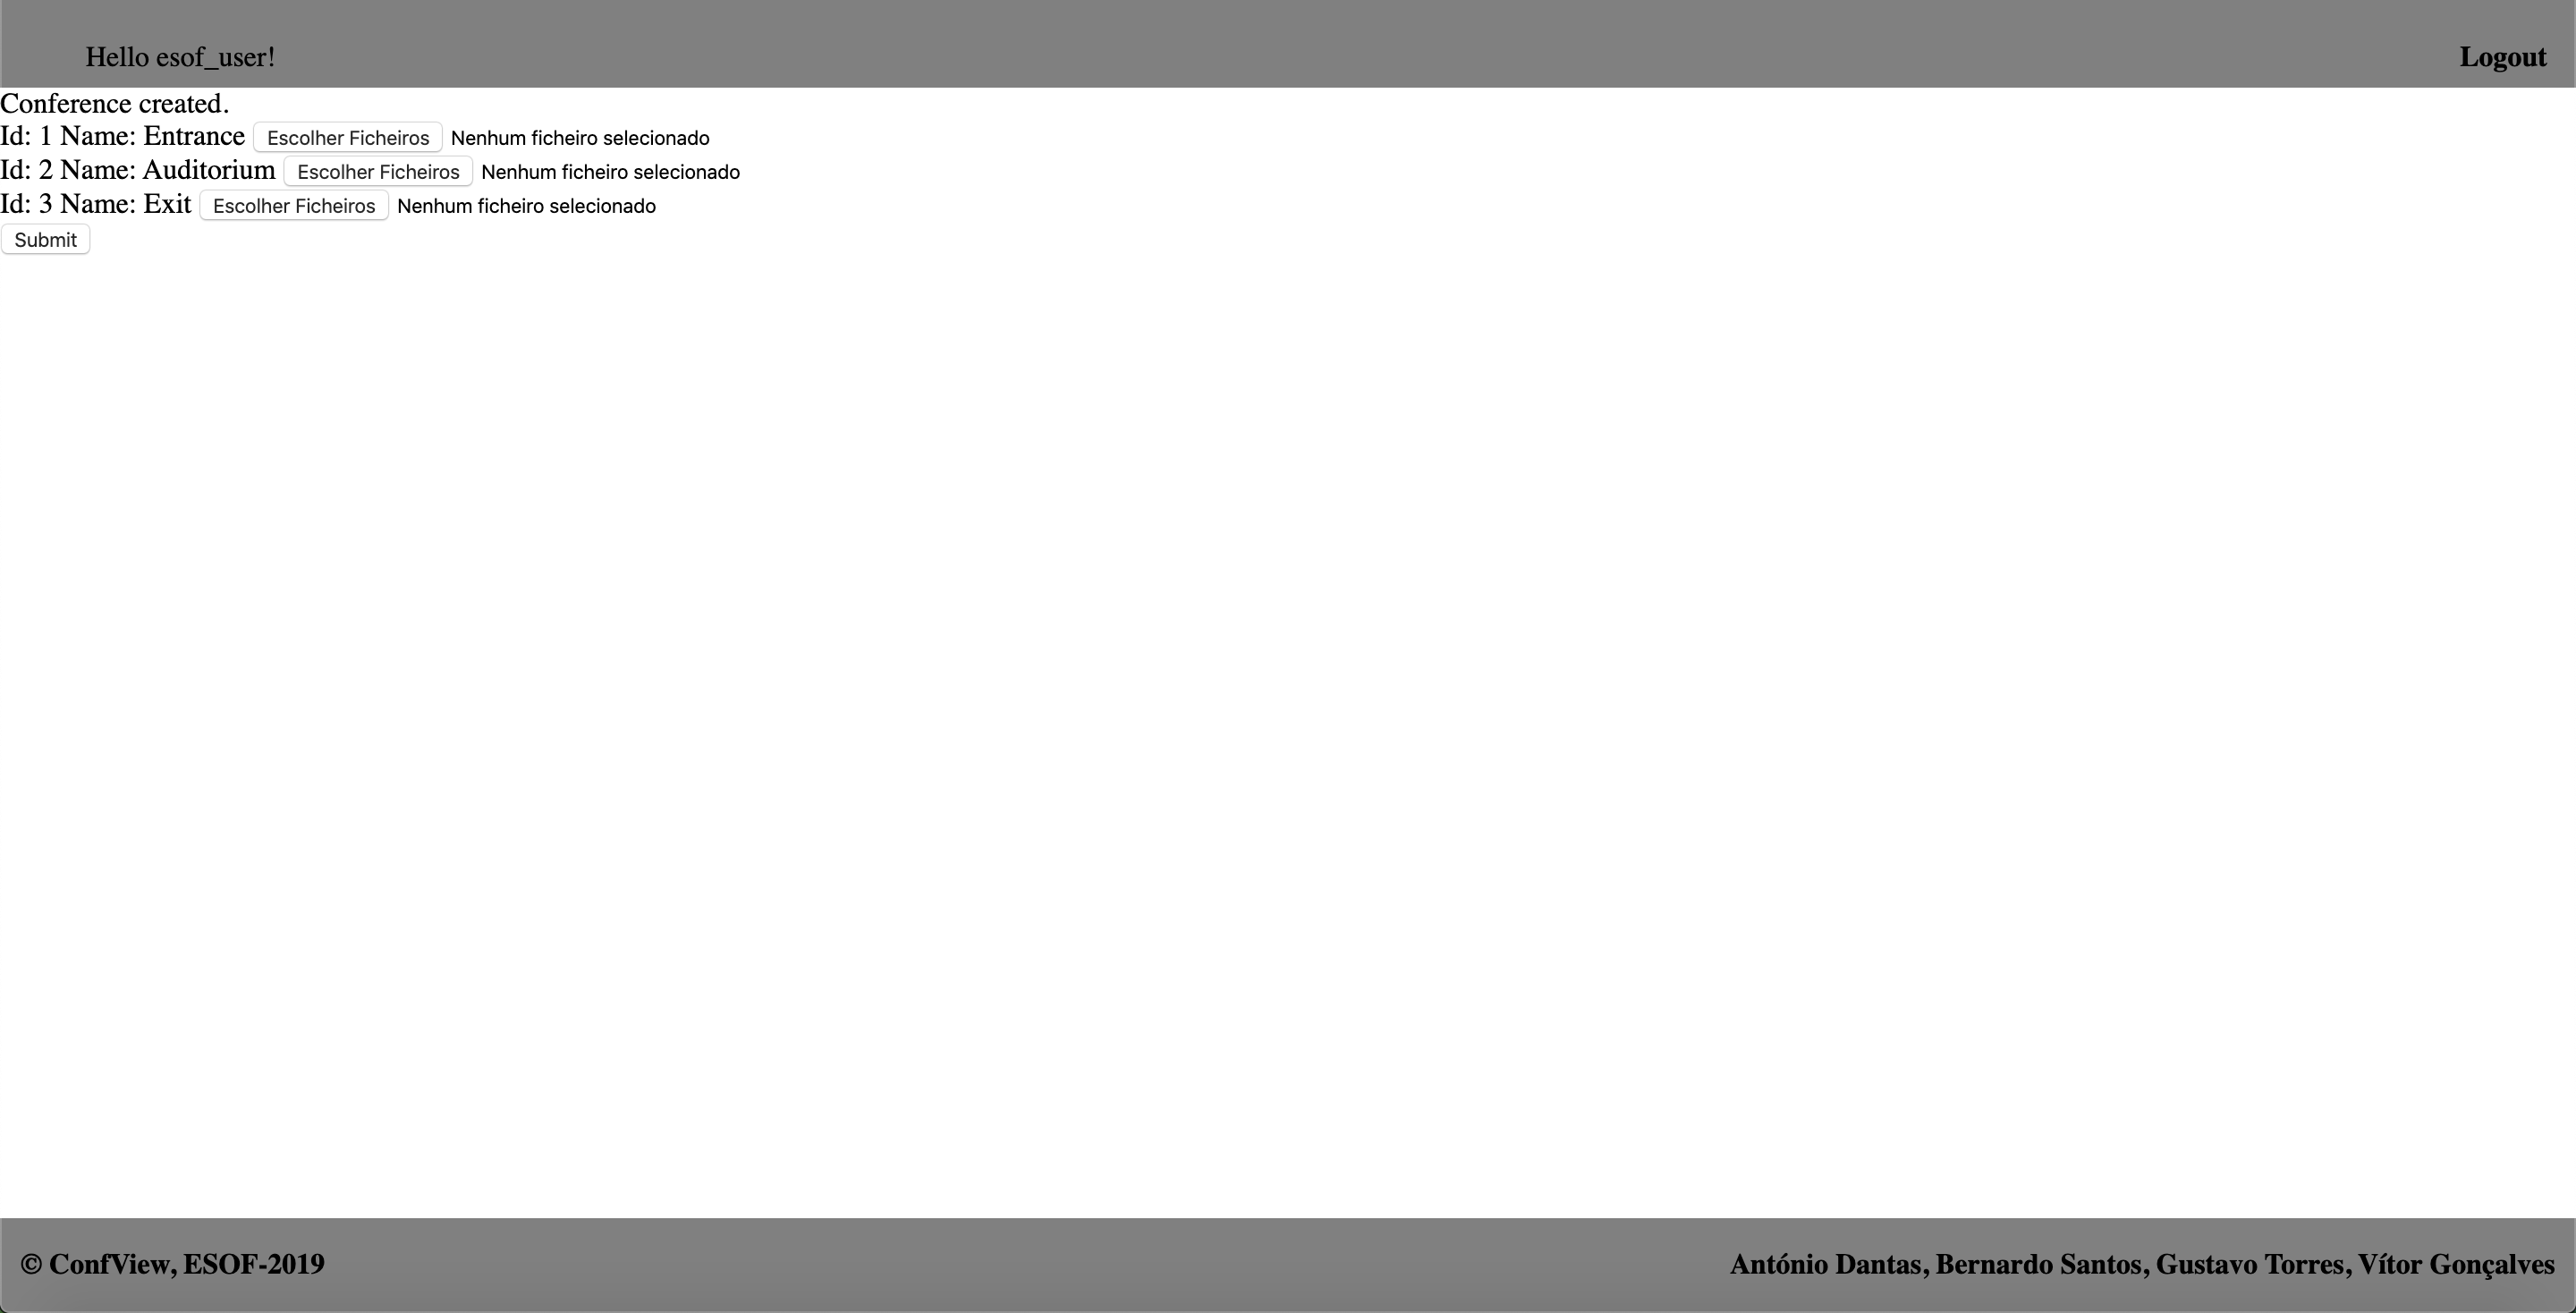 Hello esof_user! Logout
Conference created.
Id: 1 Name: Entrance Escolher Ficheiros Nenhum ficheiro selecionado
Id: 2 Name: Auditorium Escolher Ficheiros Nenhum ficheiro selecionado
Id: 3 Name: Exit Escolher Ficheiros Nenhum ficheiro selecionado
Submit
© ConfView, ESOF-2019 António Dantas, Bernardo Santos, Gustavo Torres, Vítor Gonçalves